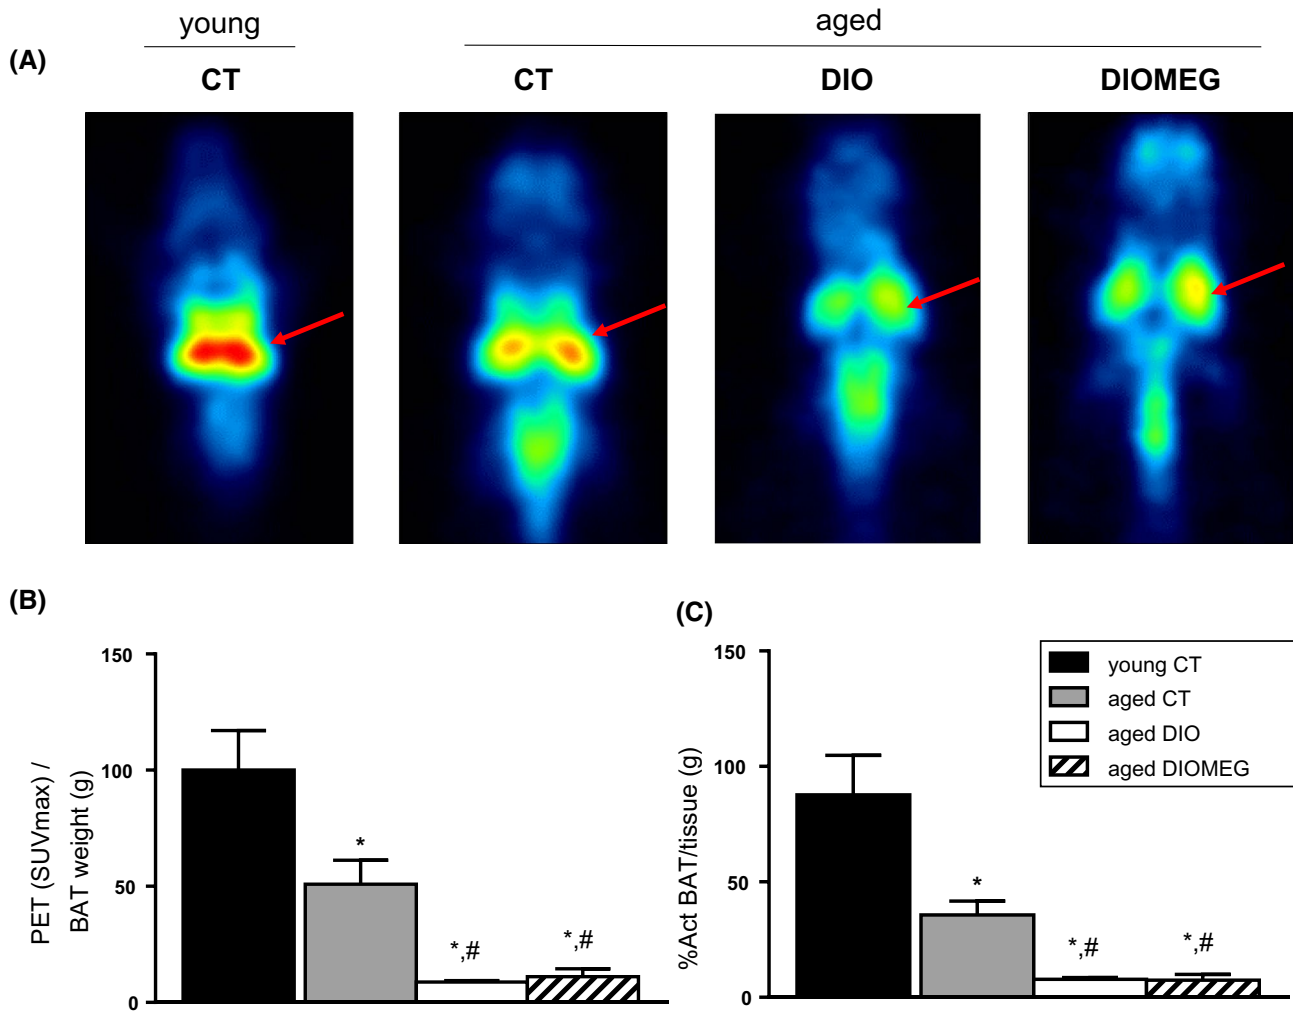 young
aged
(A)
CT
CT
DIO
DIOMEG
(B)
150
100
50
0
PET (SUVmax) /
BAT weight (g)
*
*,#
*,#
(C)
150
100
50
0
%Act BAT/tissue (g)
*
*,#
*,#
young CT
aged CT
aged DIO
aged DIOMEG